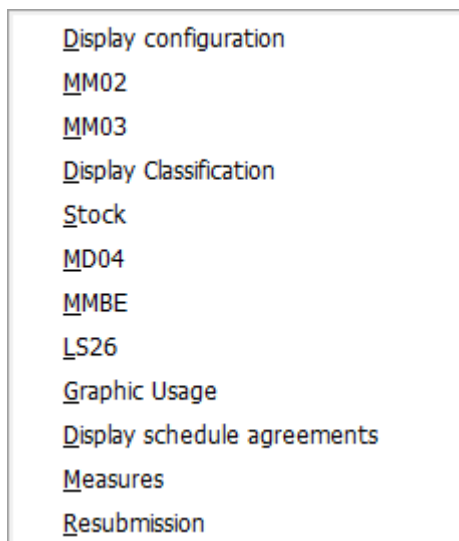 Display configuration
MM02
MM03
Display Classification
Stock
MD04
MMBE
LS26
Graphic Usage
Display schedule agreements
Measures
Resubmission